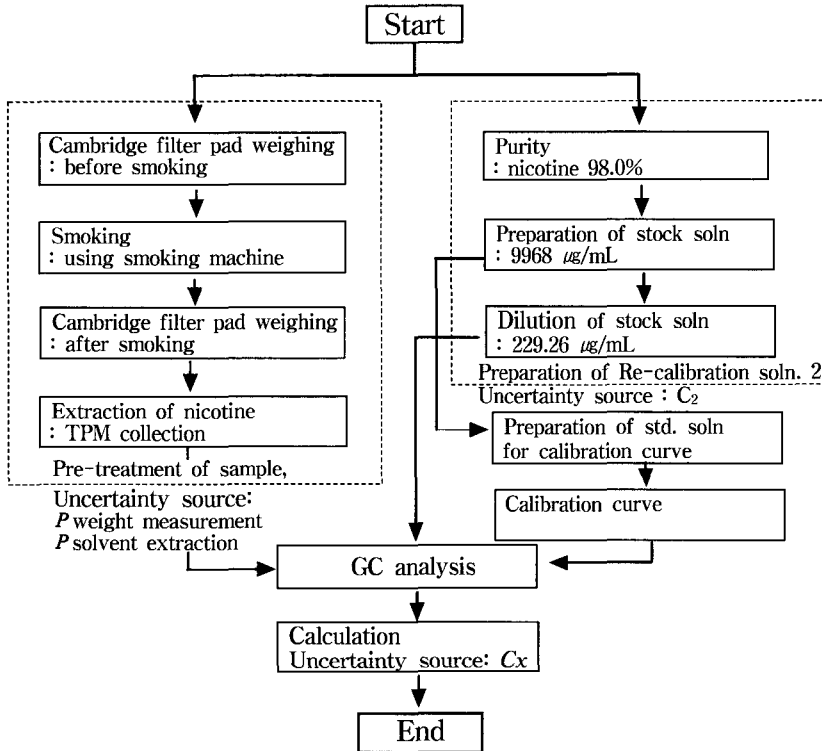 Start
Cambridge filter pad weighing
: before smoking
Smoking
: using smoking machine
Cambridge filter pad weighing
: after smoking
Extraction of nicotine
: TPM collection
Pre-treatment of sample,
Uncertainty source:
P weight measurement
P solvent extraction
Purity
: nicotine 98.0%
Preparation of stock soln
: 9968 ㎍/mL
Dilution of stock soln
: 229.26 ㎍/mL
Preparation of Re-calibration soln. 2
Uncertainty source : C₂
Preparation of std. soln
for calibration curve
Calibration curve
GC analysis
Calculation
Uncertainty source: Cx
End